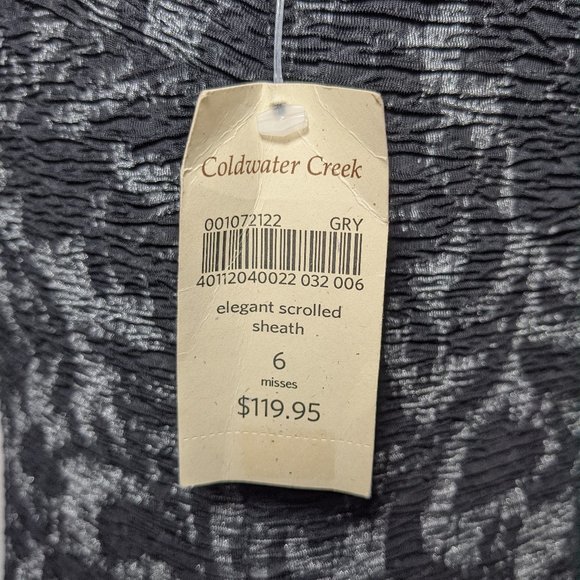 Coldwater Creek
001072122 GRY
40112040022 032 006
elegant scrolled
sheath
6
misses
$119.95